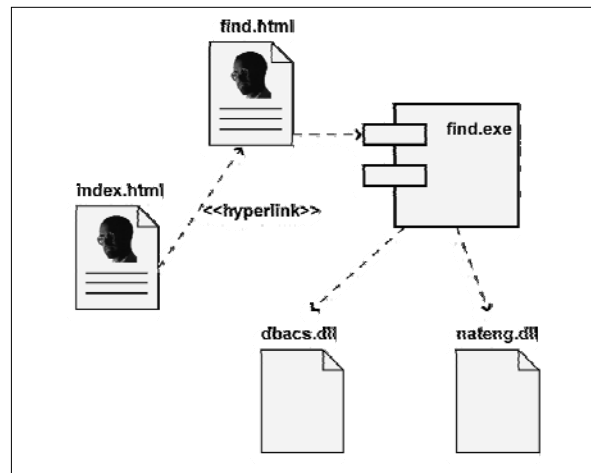 find.html
find.exe
index.html
<<hyperlink>>
dbacs.dll
nateng.dll